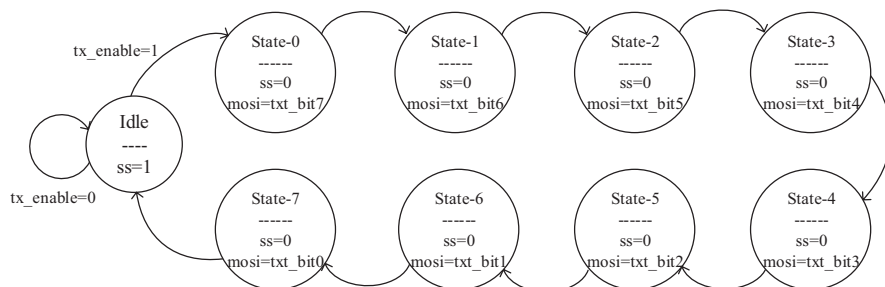 tx_enable=1
State-0
------
ss=0
mosi=txt_bit7
State-1
------
ss=0
mosi=txt_bit6
State-2
------
ss=0
mosi=txt_bit5
State-3
------
ss=0
mosi=txt_bit4
Idle
----
ss=1
tx_enable=0
State-7
------
ss=0
mosi=txt_bit0
State-6
------
ss=0
mosi=txt_bit1
State-5
------
ss=0
mosi=txt_bit2
State-4
------
ss=0
mosi=txt_bit3